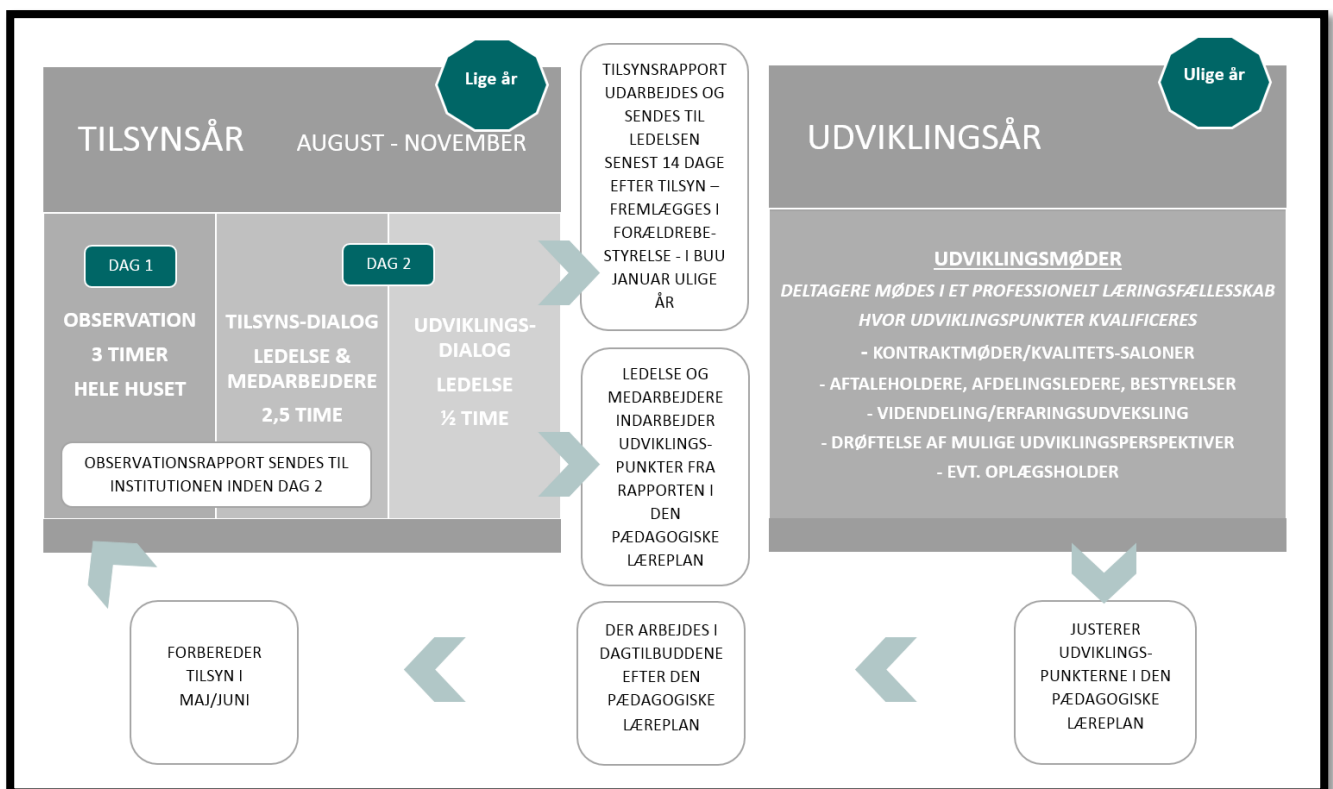 Lige år
TILSYNSÅR AUGUST - NOVEMBER
DAG 1
OBSERVATION
3 TIMER
HELE HUSET
DAG 2
TILSYNS-DIALOG
LEDELSE &
MEDARBEJDERE
2,5 TIME
UDVIKLINGS-
DIALOG
LEDELSE
½ TIME
OBSERVATIONSRAPPORT SENDES TIL
INSTITUTIONEN INDEN DAG 2
TILSYNSRAPPORT
UDARBEJDES OG
SENDES TIL
LEDELSEN
SENEST 14 DAGE
EFTER TILSYN –
FREMLÆGGES I
FORÆLDREBE-
STYRELSE - I BUU
JANUAR ULIGE
ÅR
LEDELSE OG
MEDARBEJDERE
INDARBEJDER
UDVIKLINGS-
PUNKTER FRA
RAPPORTEN I
DEN
PÆDAGOGISKE
LÆREPLAN
Ulige år
UDVIKLINGSÅR
UDVIKLINGSMØDER
DELTAGERE MØDES I ET PROFESSIONELT LÆRINGSFÆLLESSKAB
HVOR UDVIKLINGSPUNKTER KVALIFICERES
- KONTRAKTMØDER/KVALITETS-SALONER
- AFTALEHOLDERE, AFDELINGSLEDERE, BESTYRELSER
- VIDENDELING/ERFARINGSUDVEKSLING
- DRØFTELSE AF MULIGE UDVIKLINGSPERSPEKTIVER
- EVT. OPLÆGSHOLDER
JUSTERER
UDVIKLINGS-
PUNKTERNE I DEN
PÆDAGOGISKE
LÆREPLAN
DER ARBEJDES I
DAGTILBUDDENE
EFTER DEN
PÆDAGOGISKE
LÆREPLAN
FORBEREDER
TILSYN I
MAJ/JUNI